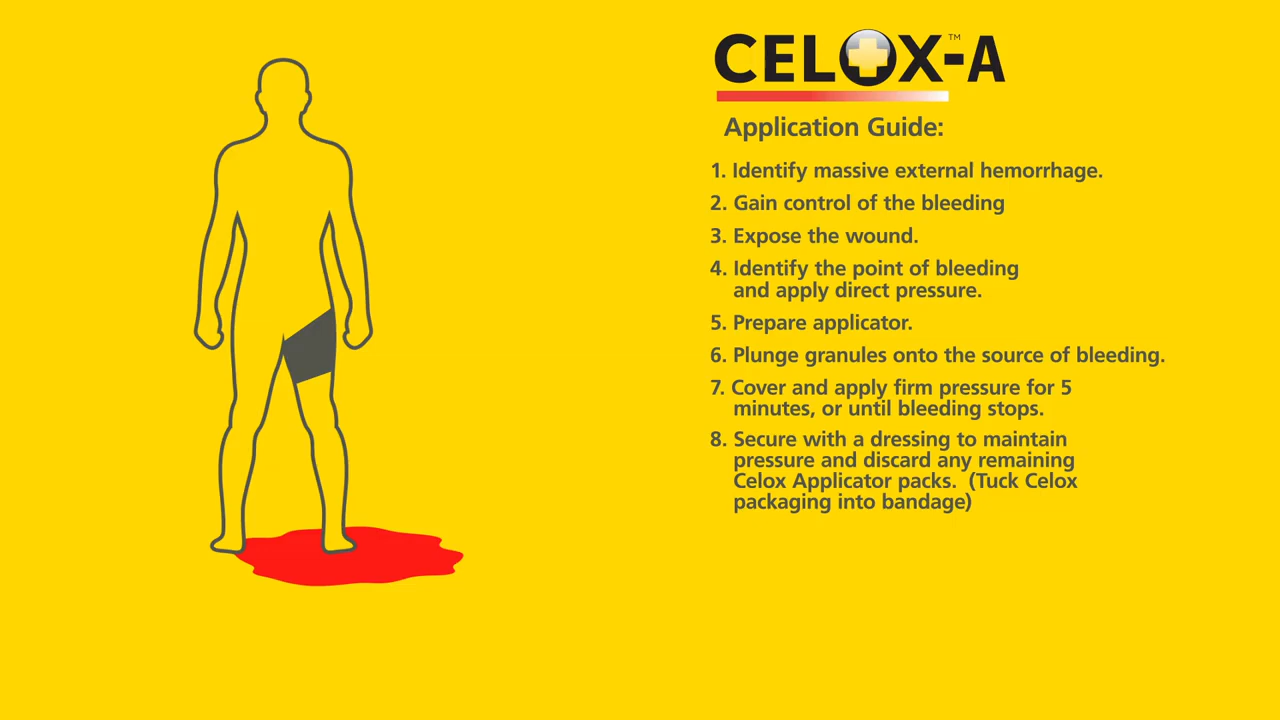 CELOX-A™
Application Guide:
1. Identify massive external hemorrhage.
2. Gain control of the bleeding
3. Expose the wound.
4. Identify the point of bleeding
and apply direct pressure.
5. Prepare applicator.
6. Plunge granules onto the source of bleeding.
7. Cover and apply firm pressure for 5
minutes, or until bleeding stops.
8. Secure with a dressing to maintain
pressure and discard any remaining
Celox Applicator packs.  (Tuck Celox
packaging into bandage)